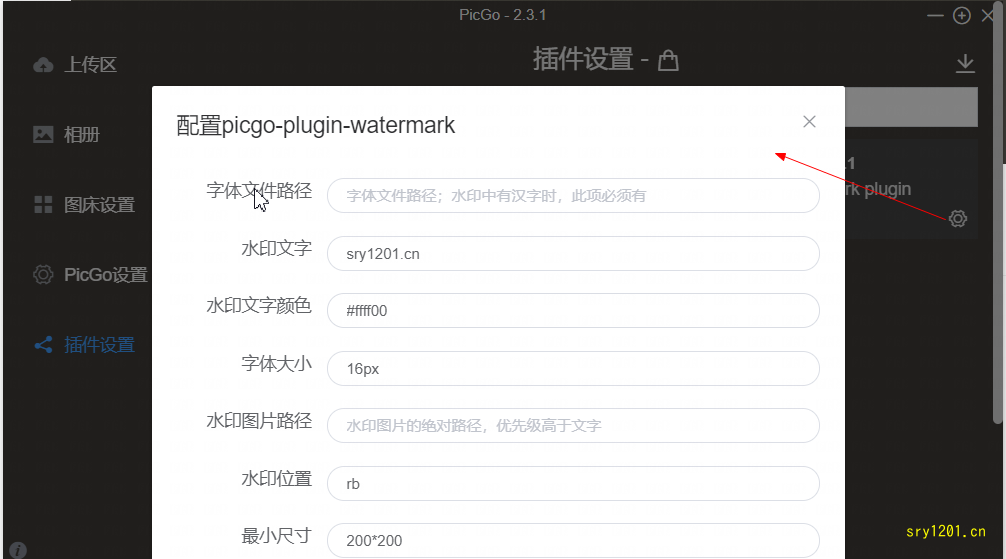 PicGo - 2.3.1
上传区
相册
图床设置
PicGo设置
插件设置
插件设置 -
配置picgo-plugin-watermark
字体文件路径
字体文件路径；水印中有汉字时，此项必须有
水印文字
sry1201.cn
水印文字颜色
#ffff00
字体大小
16px
水印图片路径
水印图片的绝对路径，优先级高于文字
水印位置
rb
最小尺寸
200*200
plugin
sry1201.cn